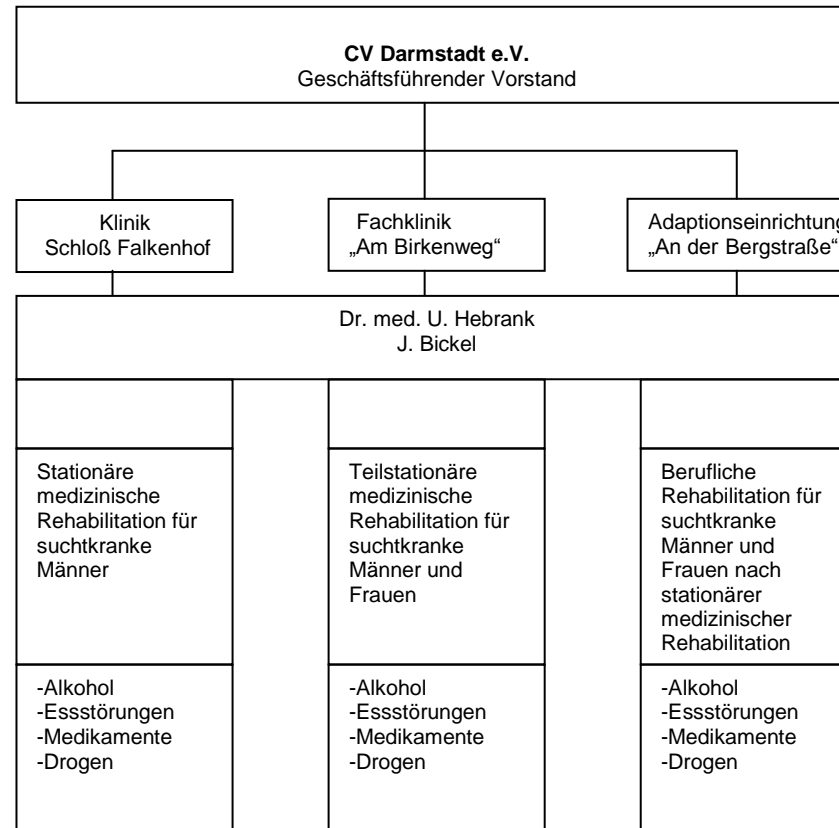 CV Darmstadt e.V.
Geschäftsführender Vorstand
Klinik
Schloß Falkenhof
Fachklinik
„Am Birkenweg“
Adaptionseinrichtung
„An der Bergstraße“
Dr. med. U. Hebrank
J. Bickel
Stationäre
medizinische
Rehabilitation für
suchtkranke
Männer
Teilstationäre
medizinische
Rehabilitation für
suchtkranke
Männer und
Frauen
Berufliche
Rehabilitation für
suchtkranke
Männer und
Frauen nach
stationärer
medizinischer
Rehabilitation
-Alkohol
-Essstörungen
-Medikamente
-Drogen
-Alkohol
-Essstörungen
-Medikamente
-Drogen
-Alkohol
-Essstörungen
-Medikamente
-Drogen